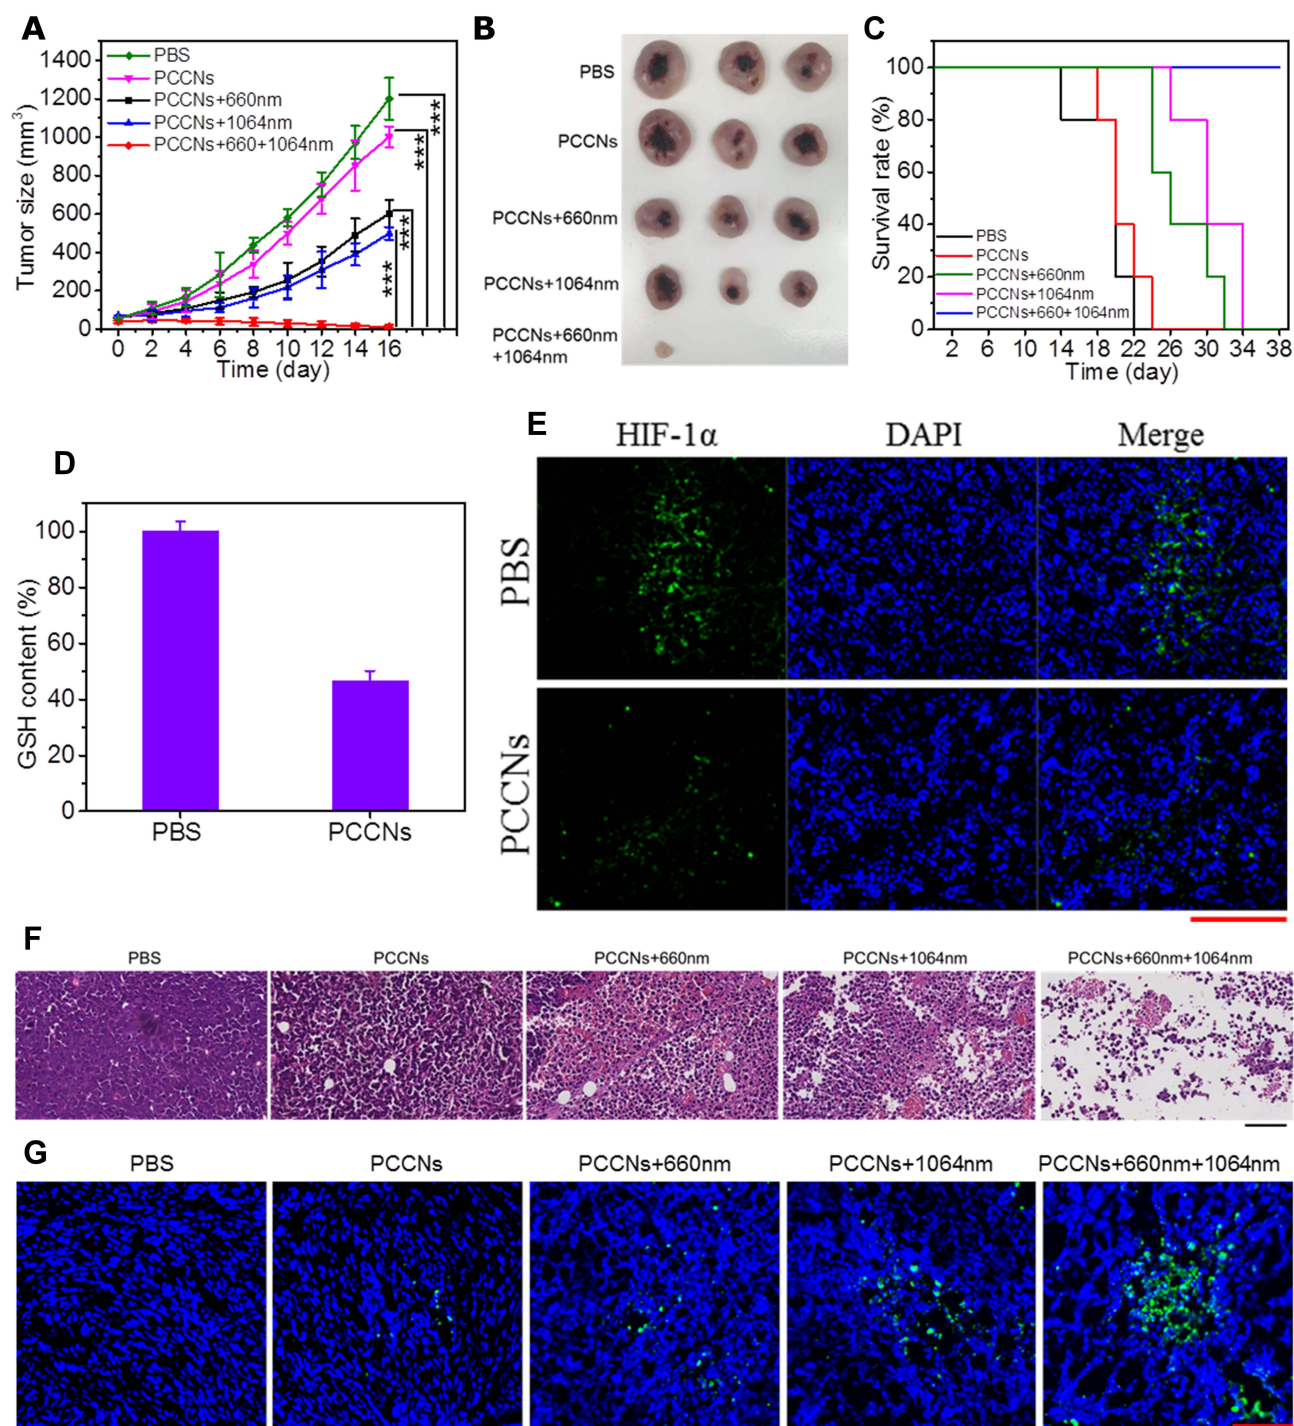 A
Tumor size (mm³)
1400
1200
1000
800
600
400
200
0
PBS
PCCNs
PCCNs+660nm
PCCNs+1064nm
PCCNs+660+1064nm
***
***
***
***
0 2 4 6 8 10 12 14 16
Time (day)
B
PBS
PCCNs
PCCNs+660nm
PCCNs+1064nm
PCCNs+660nm
+1064nm
C
Survival rate (%)
100
80
60
40
20
0
PBS
PCCNs
PCCNs+660nm
PCCNs+1064nm
PCCNs+660+1064nm
2 6 10 14 18 22 26 30 34 38
Time (day)
D
GSH content (%)
100
80
60
40
20
0
PBS PCCNs
E
HIF-1α DAPI Merge
PBS
PCCNs
F
PBS PCCNs PCCNs+660nm PCCNs+1064nm PCCNs+660nm+1064nm
G
PBS PCCNs PCCNs+660nm PCCNs+1064nm PCCNs+660nm+1064nm